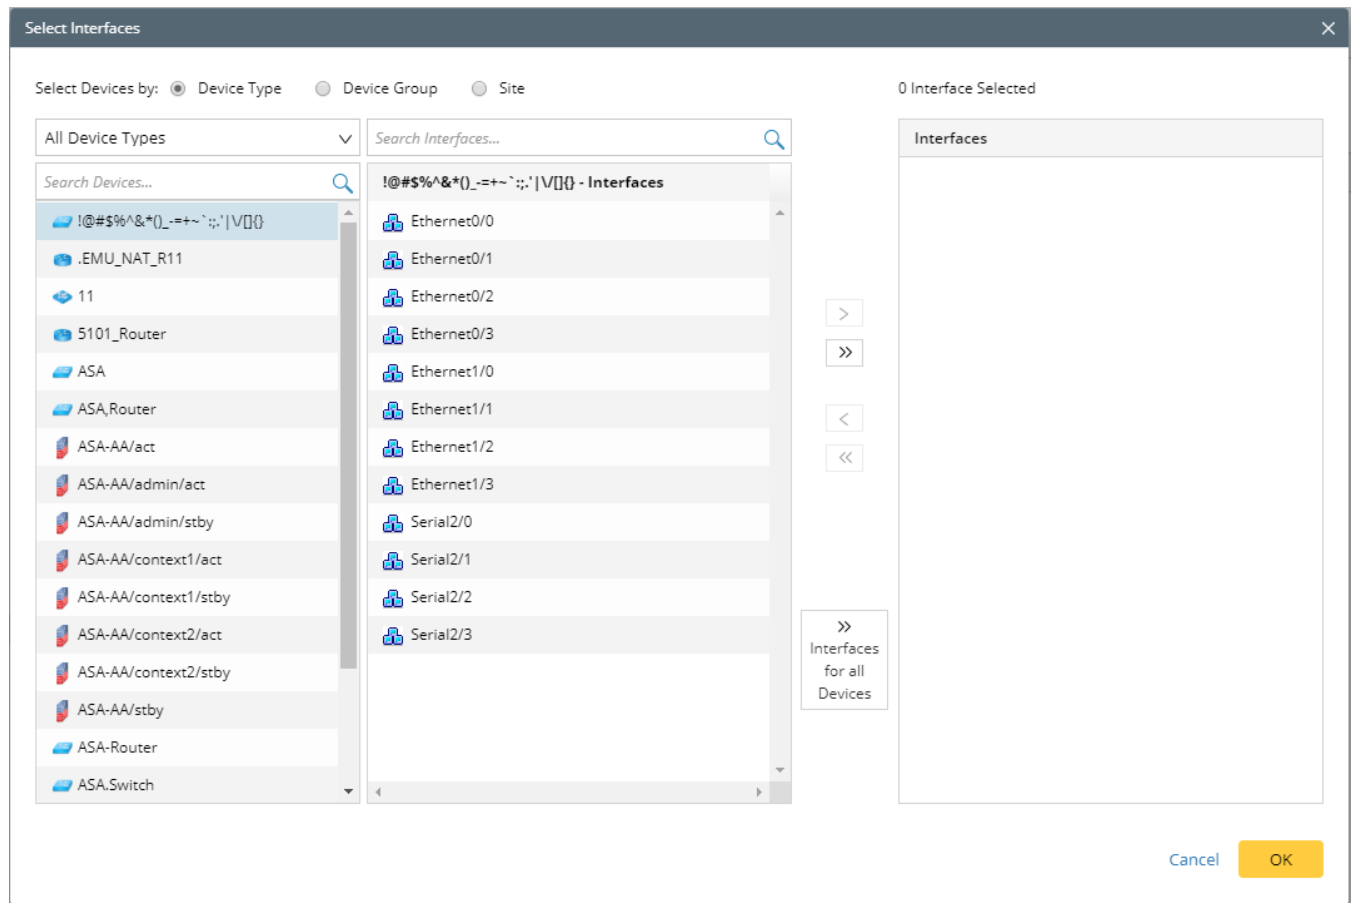 Select Interfaces
Select Devices by: Device Type Device Group Site
0 Interface Selected
All Device Types
Search Interfaces...
Interfaces
Search Devices...
!@#$%^&*()_-=+~`:;.'|\/[]{} - Interfaces
!@#$%^&*()_-=+~`:;.'|\/[]{}
.EMU_NAT_R11
11
5101_Router
ASA
ASA,Router
ASA-AA/act
ASA-AA/admin/act
ASA-AA/admin/stby
ASA-AA/context1/act
ASA-AA/context1/stby
ASA-AA/context2/act
ASA-AA/context2/stby
ASA-AA/stby
ASA-Router
ASA.Switch
Ethernet0/0
Ethernet0/1
Ethernet0/2
Ethernet0/3
Ethernet1/0
Ethernet1/1
Ethernet1/2
Ethernet1/3
Serial2/0
Serial2/1
Serial2/2
Serial2/3
Interfaces
for all
Devices
Cancel
OK